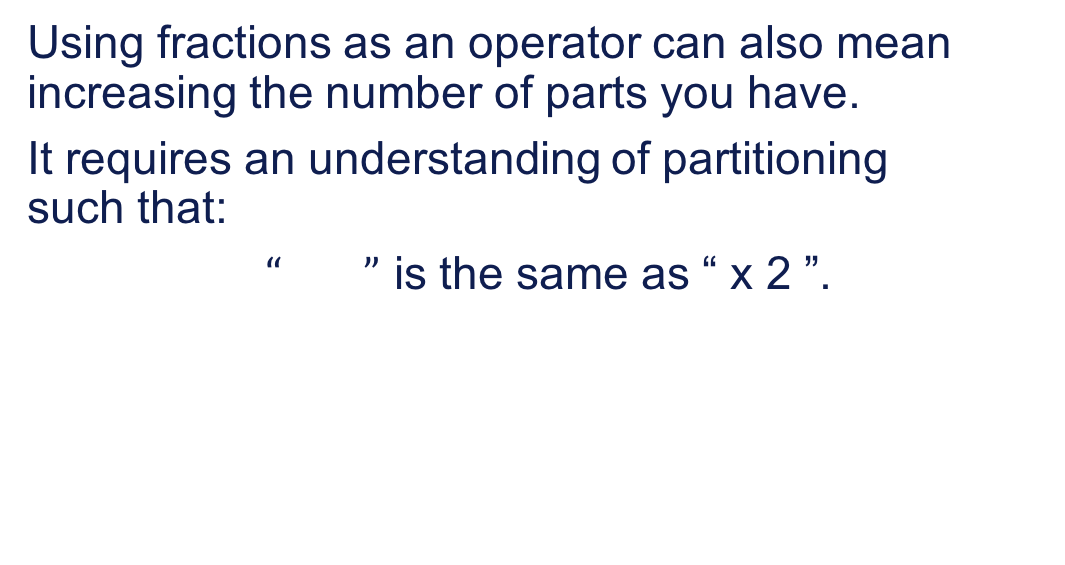 Using fractions as an operator can also mean
increasing the number of parts you have.
It requires an understanding of partitioning
such that:
“ ” is the same as “ x 2 ”.